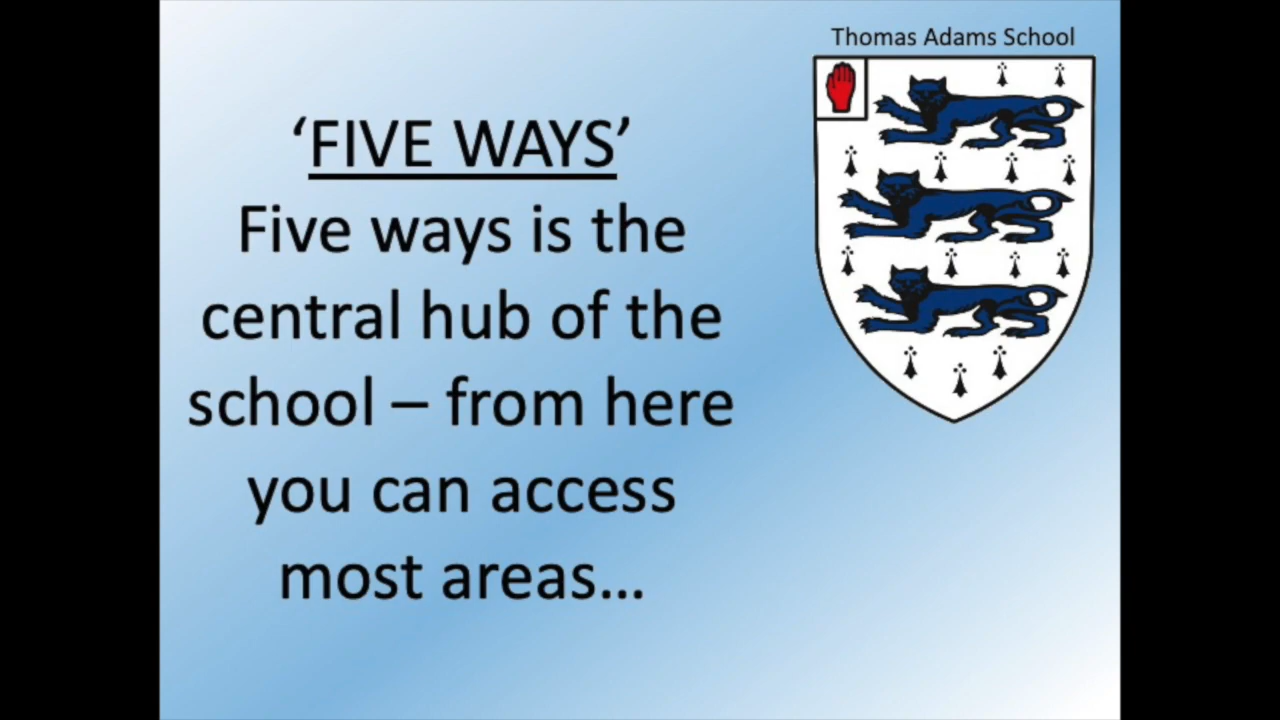 Thomas Adams School
‘FIVE WAYS’
Five ways is the
central hub of the
school – from here
you can access
most areas…